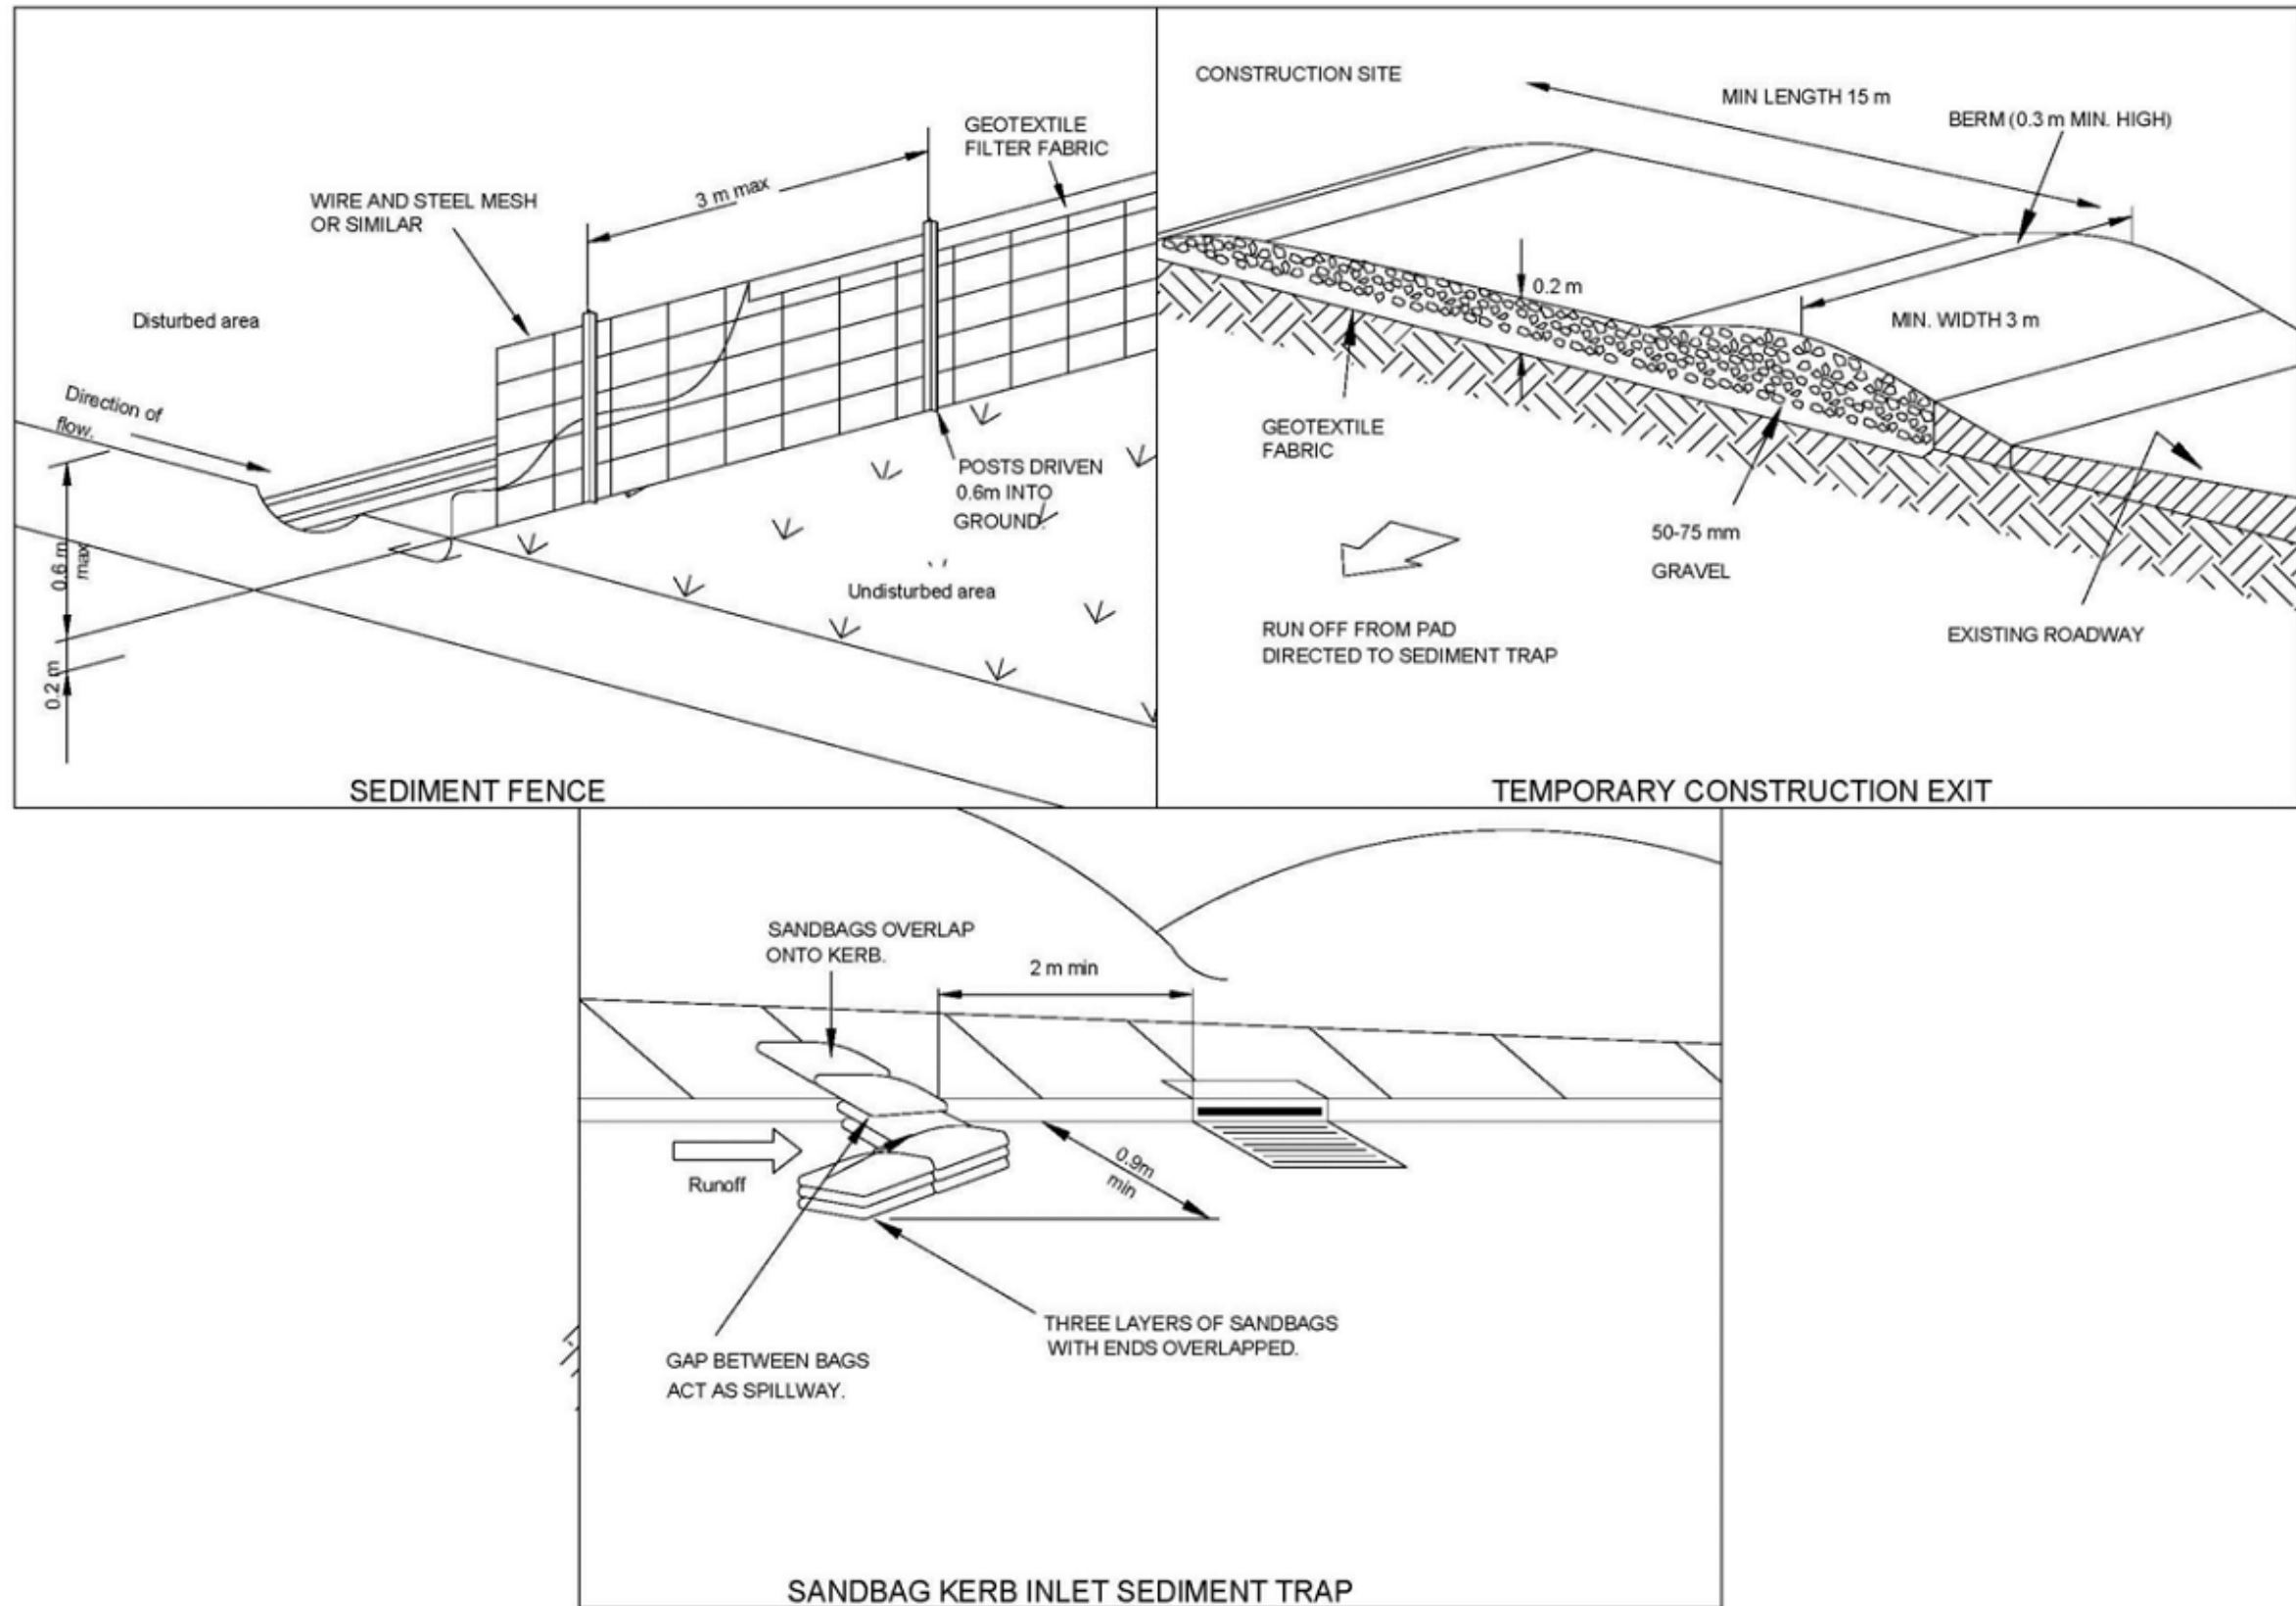 GEOTEXTILE
FILTER FABRIC
3 m max
WIRE AND STEEL MESH
OR SIMILAR
Disturbed area
Direction of
flow.
POSTS DRIVEN
0.6m INTO
GROUND.
0.6 m
max
Undisturbed area
0.2 m
SEDIMENT FENCE
CONSTRUCTION SITE
MIN LENGTH 15 m
BERM (0.3 m MIN. HIGH)
0.2 m
MIN. WIDTH 3 m
GEOTEXTILE
FABRIC
50-75 mm
GRAVEL
RUN OFF FROM PAD
DIRECTED TO SEDIMENT TRAP
EXISTING ROADWAY
TEMPORARY CONSTRUCTION EXIT
SANDBAGS OVERLAP
ONTO KERB.
2 m min
Runoff
0.9m
min
THREE LAYERS OF SANDBAGS
WITH ENDS OVERLAPPED.
GAP BETWEEN BAGS
ACT AS SPILLWAY.
SANDBAG KERB INLET SEDIMENT TRAP